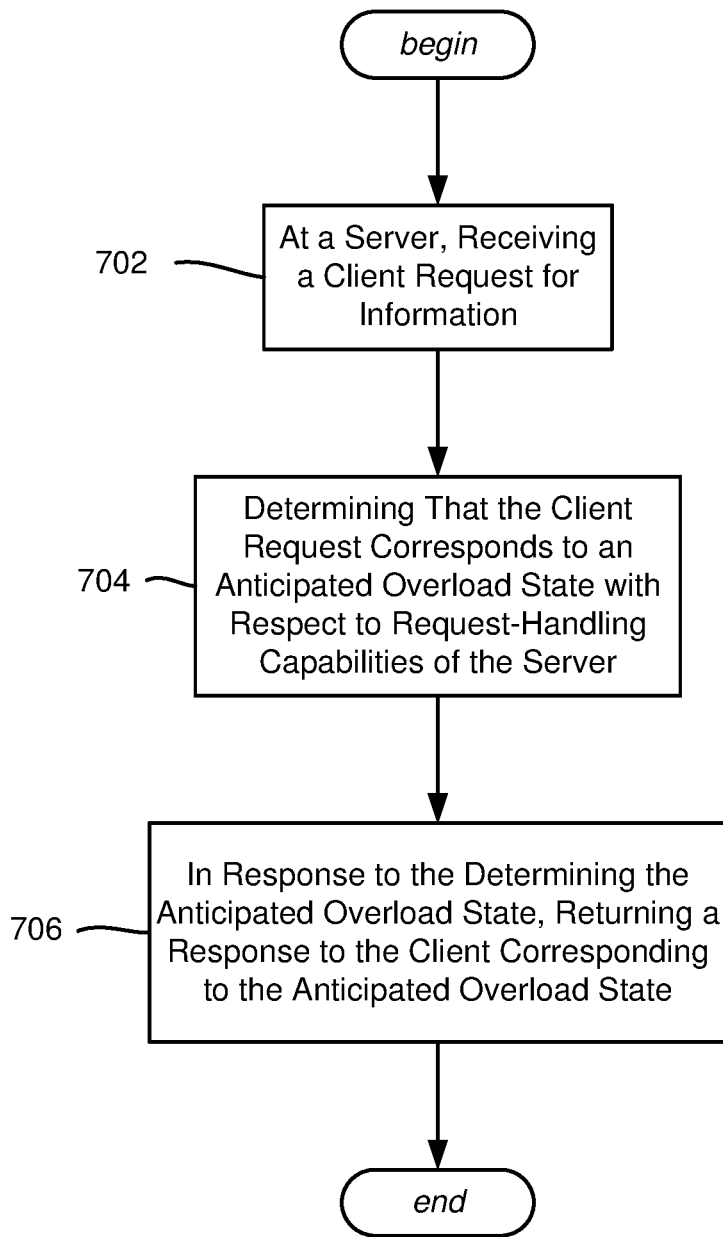 begin
702
At a Server, Receiving
a Client Request for
Information
704
Determining That the Client
Request Corresponds to an
Anticipated Overload State with
Respect to Request-Handling
Capabilities of the Server
706
In Response to the Determining the
Anticipated Overload State, Returning a
Response to the Client Corresponding
to the Anticipated Overload State
end